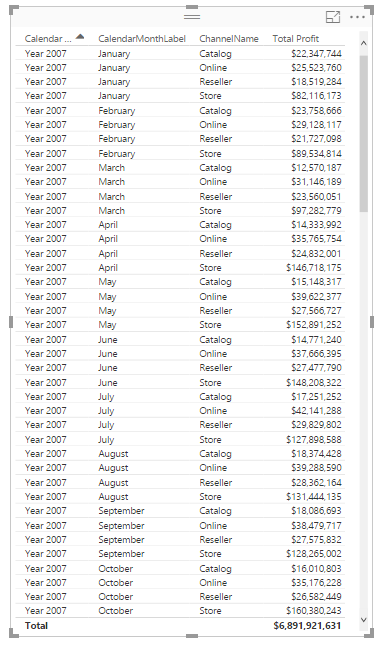 Calendar ... CalendarMonthLabel ChannelName Total Profit
Year 2007 January Catalog $22,347,744
Year 2007 January Online $25,523,760
Year 2007 January Reseller $18,519,284
Year 2007 January Store $82,116,173
Year 2007 February Catalog $23,758,666
Year 2007 February Online $29,128,117
Year 2007 February Reseller $21,727,098
Year 2007 February Store $89,534,814
Year 2007 March Catalog $12,570,187
Year 2007 March Online $31,146,189
Year 2007 March Reseller $23,560,051
Year 2007 March Store $97,282,779
Year 2007 April Catalog $14,333,992
Year 2007 April Online $35,765,754
Year 2007 April Reseller $24,832,001
Year 2007 April Store $146,718,175
Year 2007 May Catalog $15,148,317
Year 2007 May Online $39,622,377
Year 2007 May Reseller $27,566,727
Year 2007 May Store $152,891,252
Year 2007 June Catalog $14,771,240
Year 2007 June Online $37,666,395
Year 2007 June Reseller $27,477,790
Year 2007 June Store $148,208,322
Year 2007 July Catalog $17,251,252
Year 2007 July Online $42,141,288
Year 2007 July Reseller $29,829,802
Year 2007 July Store $127,898,588
Year 2007 August Catalog $18,374,428
Year 2007 August Online $39,288,590
Year 2007 August Reseller $28,362,164
Year 2007 August Store $131,444,135
Year 2007 September Catalog $18,086,693
Year 2007 September Online $38,479,717
Year 2007 September Reseller $27,575,832
Year 2007 September Store $128,265,002
Year 2007 October Catalog $16,010,803
Year 2007 October Online $35,176,228
Year 2007 October Reseller $26,582,449
Year 2007 October Store $160,380,243
Total $6,891,921,631